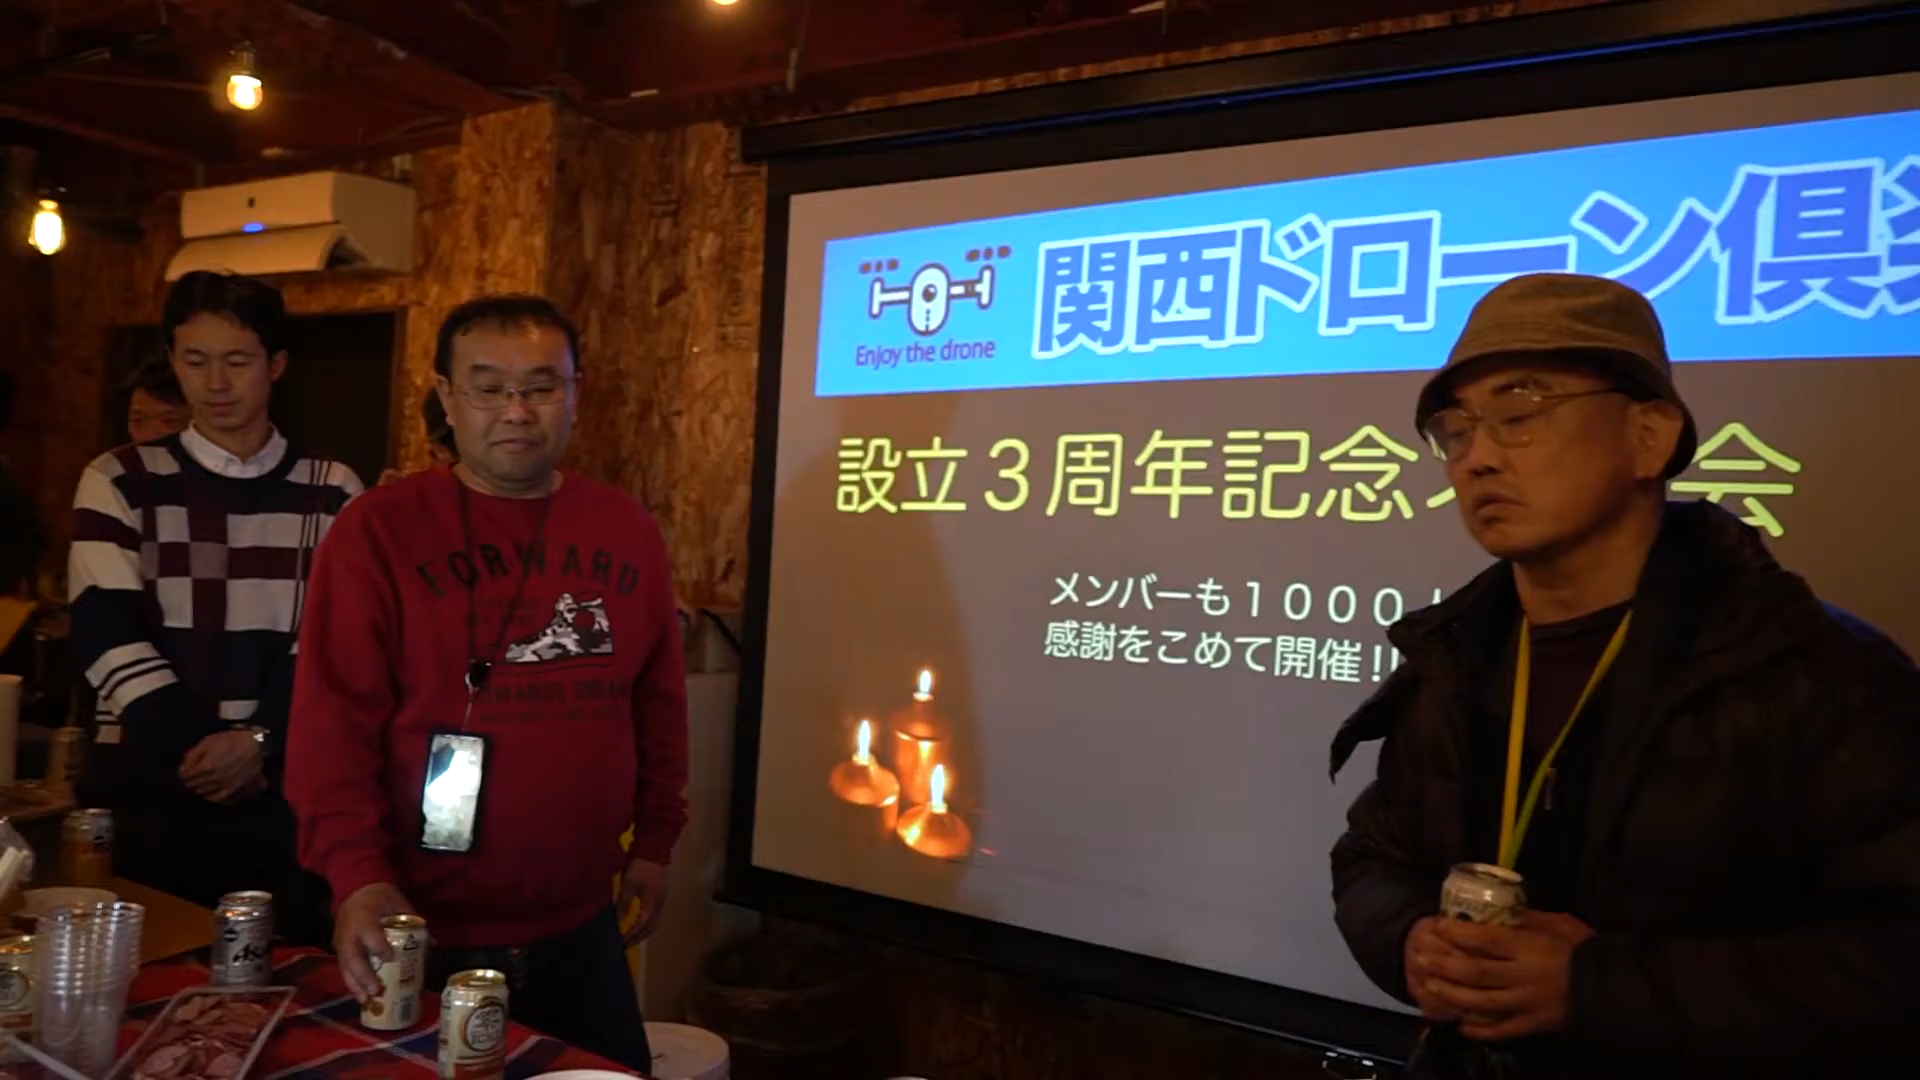 関西ドローン倶
Enjoy the drone
設立3周年記念 会
メンバーも1000
感謝をこめて開催!!
FORWARD